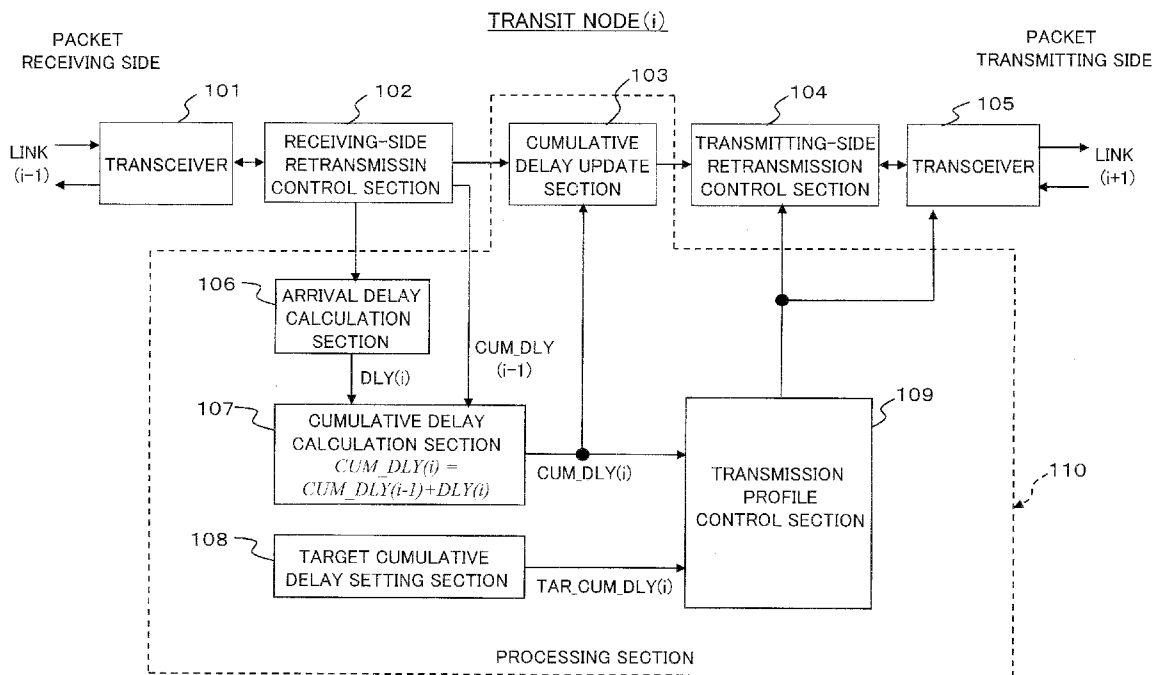 TRANSIT NODE(i)
PACKET
RECEIVING SIDE
PACKET
TRANSMITTING SIDE
101
102
103
104
105
LINK
(i-1)
TRANSCEIVER
RECEIVING-SIDE
RETRANSMISSIN
CONTROL SECTION
CUMULATIVE
DELAY UPDATE
SECTION
TRANSMITTING-SIDE
RETRANSMISSION
CONTROL SECTION
TRANSCEIVER
LINK
(i+1)
106
ARRIVAL DELAY
CALCULATION
SECTION
CUM_DLY
(i-1)
DLY(i)
107
CUMULATIVE DELAY
CALCULATION SECTION
CUM_DLY(i) =
CUM_DLY(i-1)+DLY(i)
CUM_DLY(i)
109
TRANSMISSION
PROFILE
CONTROL SECTION
110
108
TARGET CUMULATIVE
DELAY SETTING SECTION
TAR_CUM_DLY(i)
PROCESSING SECTION